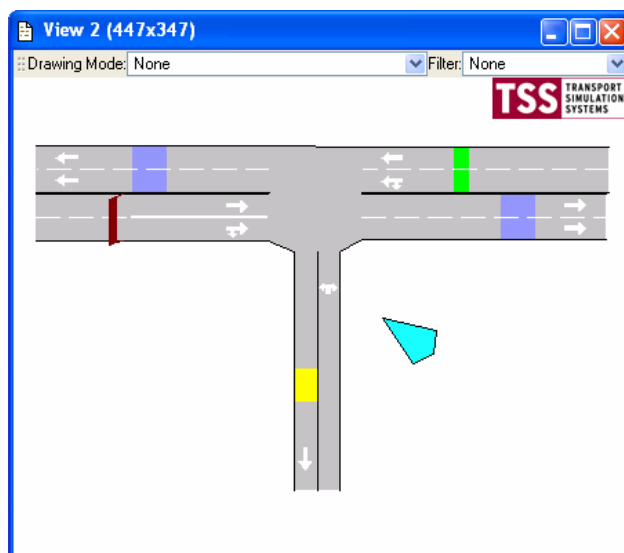 View 2 (447x347)
Drawing Mode: None Filter: None
TSS TRANSPORT
SIMULATION
SYSTEMS